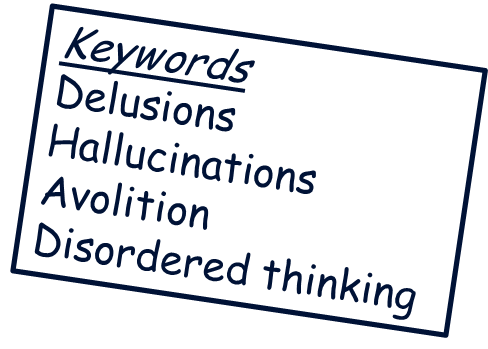 Keywords
Delusions
Hallucinations
Avolition
Disordered thinking